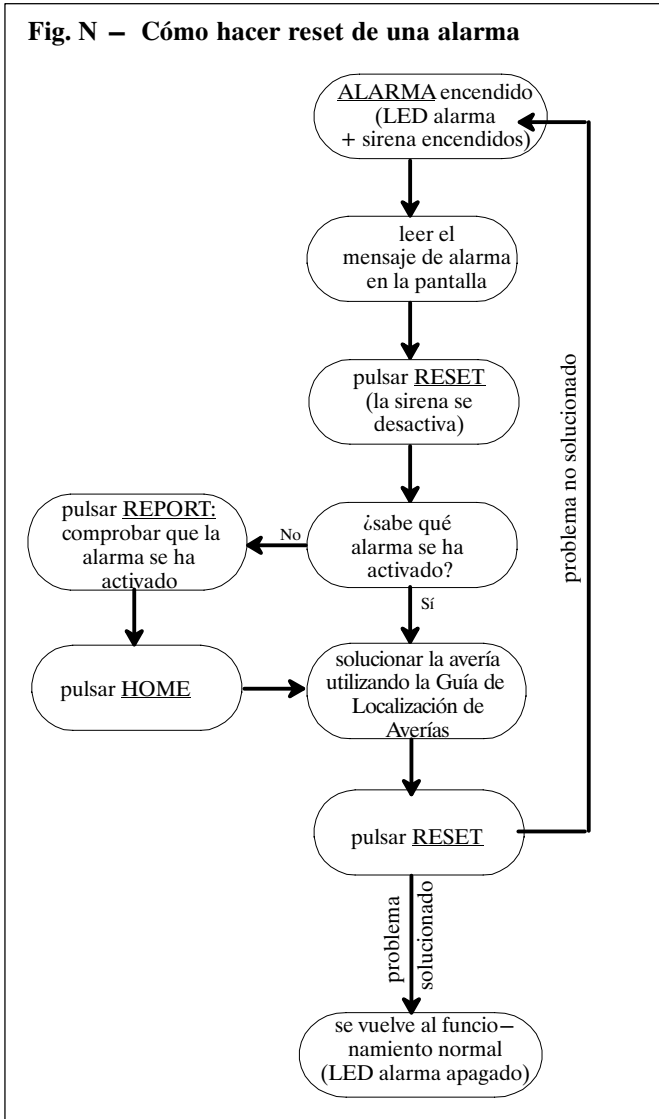 Fig. N – Cómo hacer reset de una alarma
ALARMA encendido
(LED alarma
+ sirena encendidos)
leer el
mensaje de alarma
en la pantalla
pulsar RESET
(la sirena se
desactiva)
problema no solucionado
¿sabe qué
alarma se ha
activado?
No
pulsar REPORT:
comprobar que la
alarma se ha
activado
Sí
pulsar HOME
solucionar la avería
utilizando la Guía de
Localización de
Averías
pulsar RESET
problema
solucionado
se vuelve al funcio–
namiento normal
(LED alarma apagado)